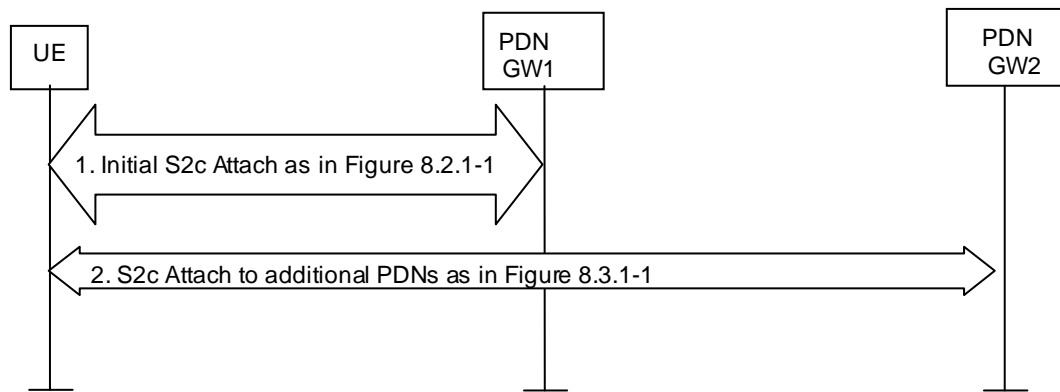 UE
PDN
GW1
PDN
GW2
1. Initial S2c Attach as in Figure 8.2.1-1
2. S2c Attach to additional PDNs as in Figure 8.3.1-1